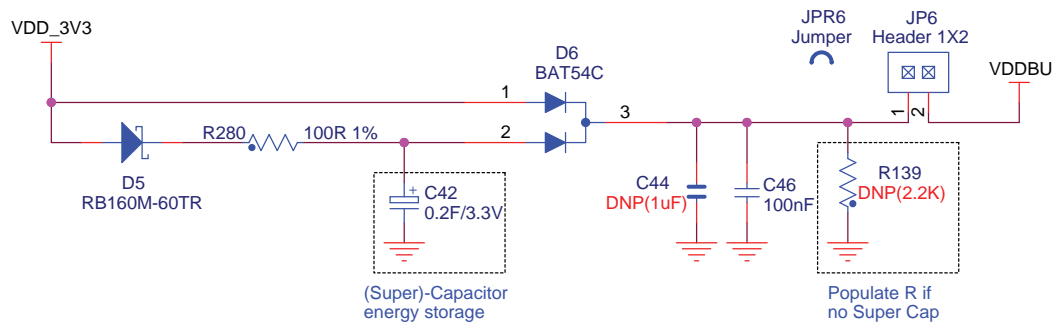 VDD_3V3
D6
BAT54C
JPR6
Jumper
JP6
Header 1X2
VDDBU
1
2
3
1
2
R280
100R 1%
D5
RB160M-60TR
+
C42
0.2F/3.3V
C44
DNP(1uF)
C46
100nF
R139
DNP(2.2K)
(Super)-Capacitor
energy storage
Populate R if
no Super Cap